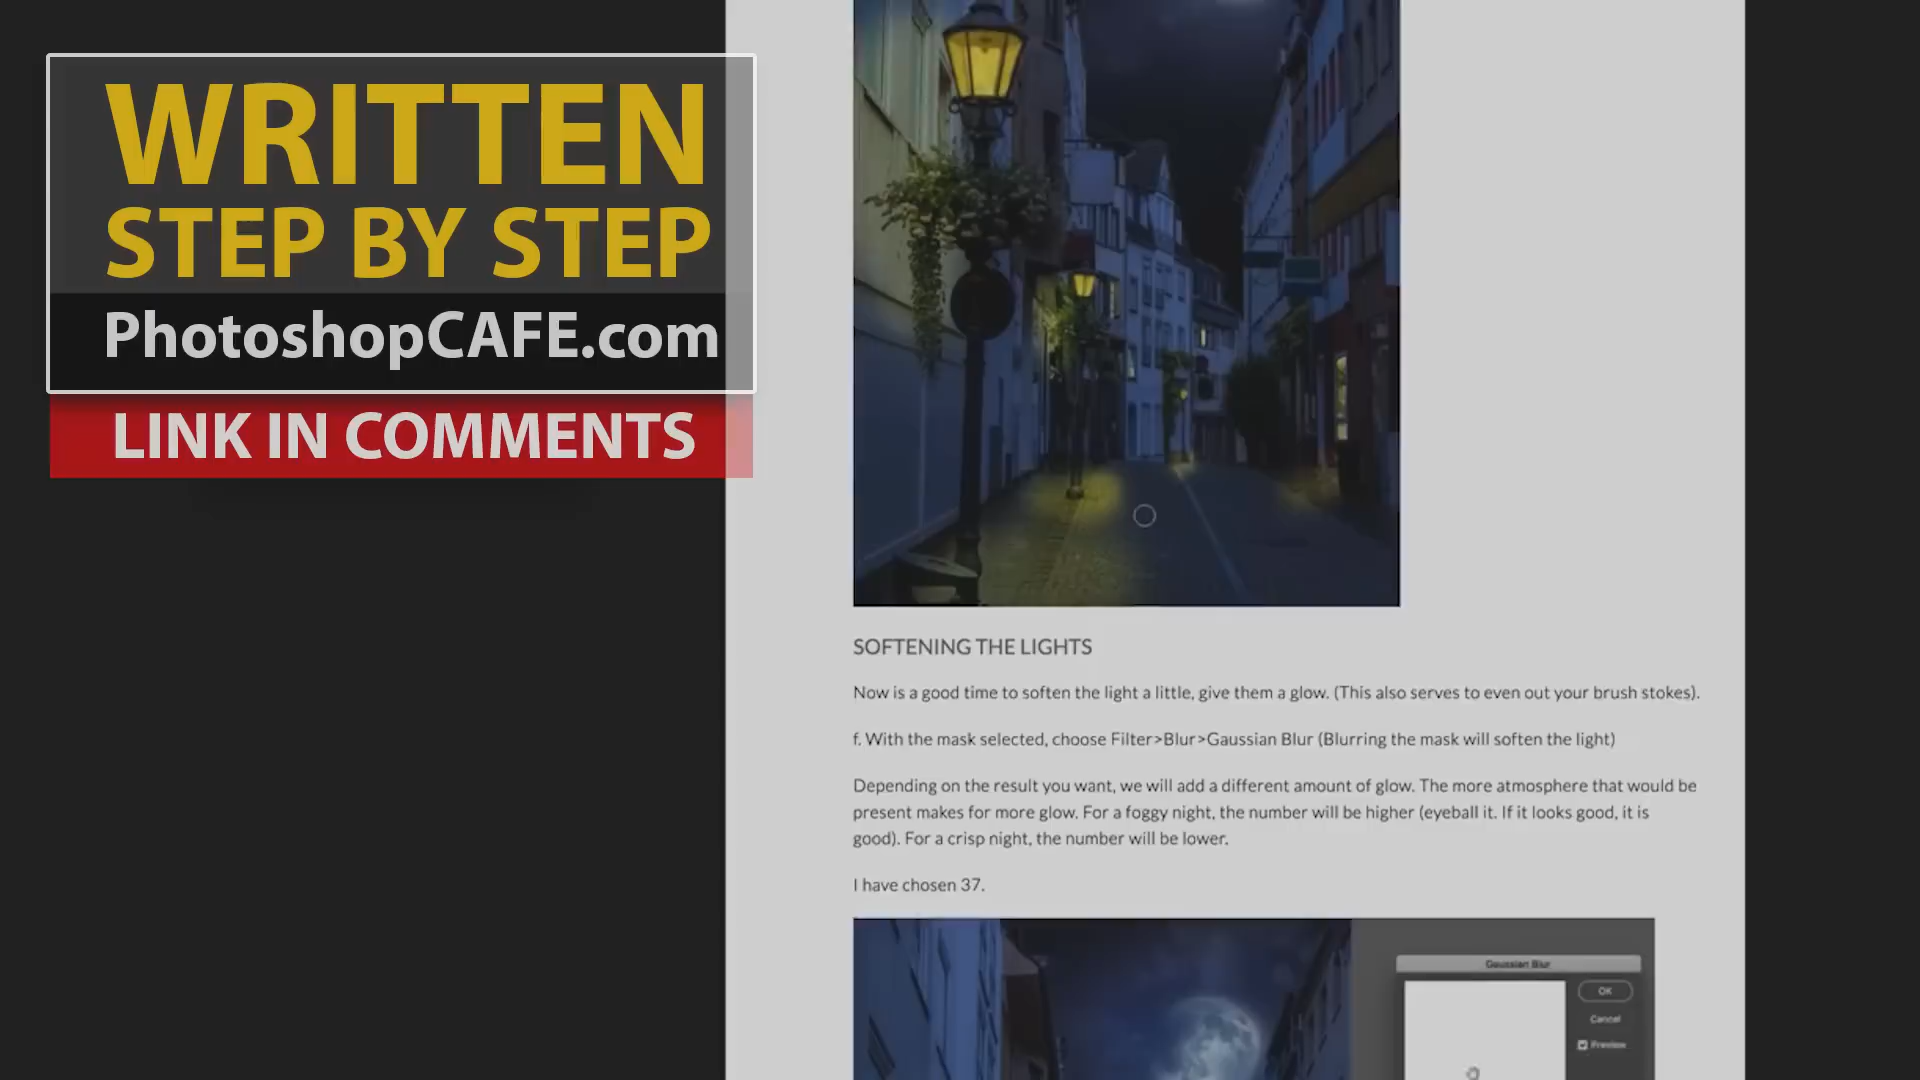 WRITTEN
STEP BY STEP
PhotoshopCAFE.com
LINK IN COMMENTS
SOFTENING THE LIGHTS
Now is a good time to soften the light a little, give them a glow. (This also serves to even out your brush stokes).
f. With the mask selected, choose Filter>Blur>Gaussian Blur (Blurring the mask will soften the light)
Depending on the result you want, we will add a different amount of glow. The more atmosphere that would be
present makes for more glow. For a foggy night, the number will be higher (eyeball it. If it looks good, it is
good). For a crisp night, the number will be lower.
I have chosen 37.
Gaussian Blur
OK
Cancel
Preview